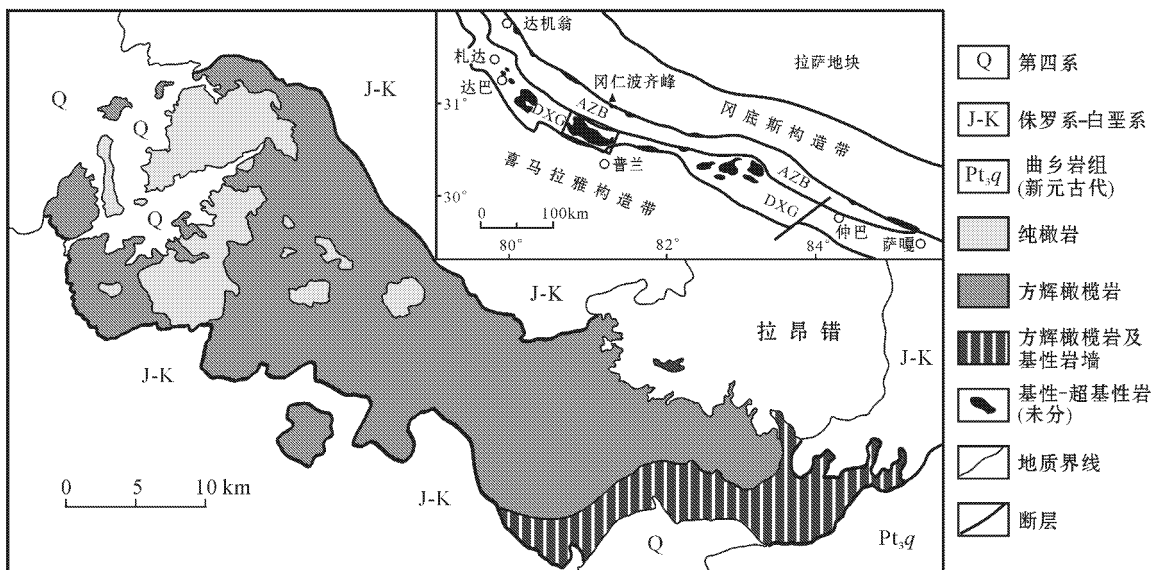 达机翁
札达
达巴
冈仁波齐峰
拉萨地块
31°
DXG
AZB
冈底斯构造带
普兰
喜马拉雅构造带
30°
AZB
DXG
仲巴
萨嘎
0 100km
80° 82° 84°
Q
J-K
Q
Q
J-K
J-K
拉昂错
J-K
J-K
Q
Pt₃q
0 5 10 km
Q 第四系
J-K 侏罗系-白垩系
Pt₃q 曲乡岩组
(新元古代)
纯橄岩
方辉橄榄岩
方辉橄榄岩及
基性岩墙
基性-超基性岩
(未分)
地质界线
断层